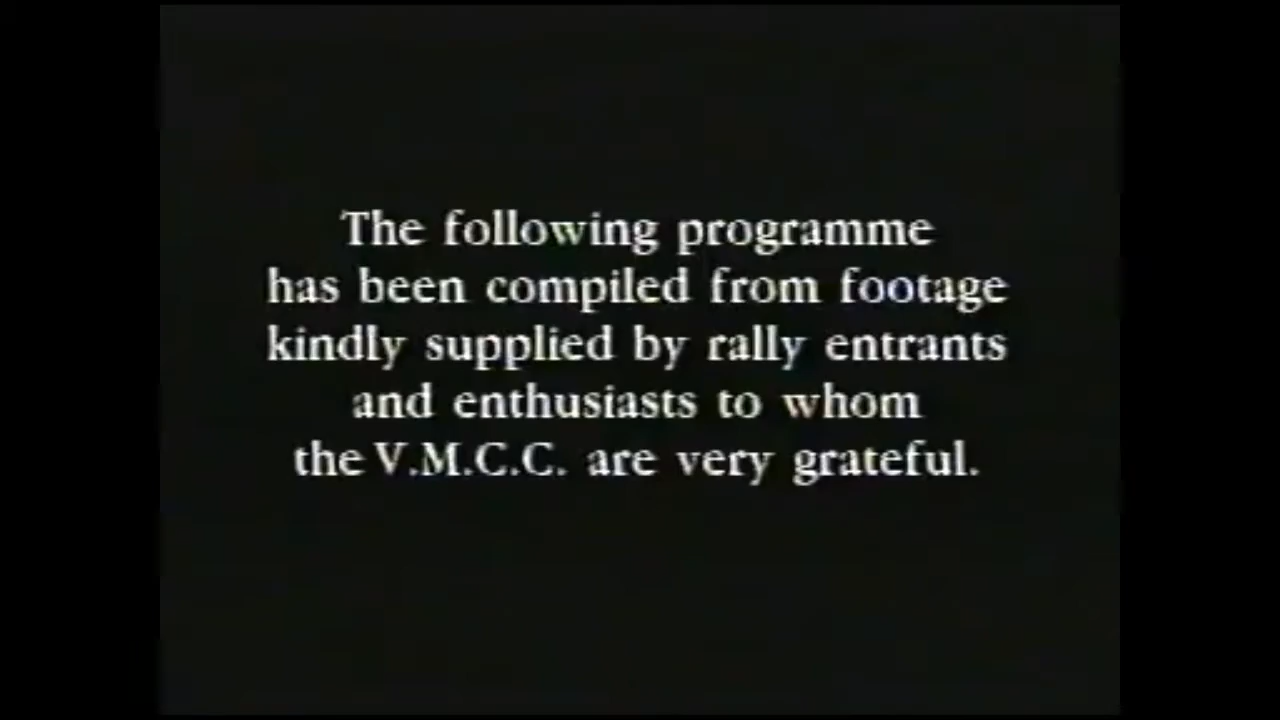 The following programme
has been compiled from footage
kindly supplied by rally entrants
and enthusiasts to whom
the V.M.C.C. are very grateful.